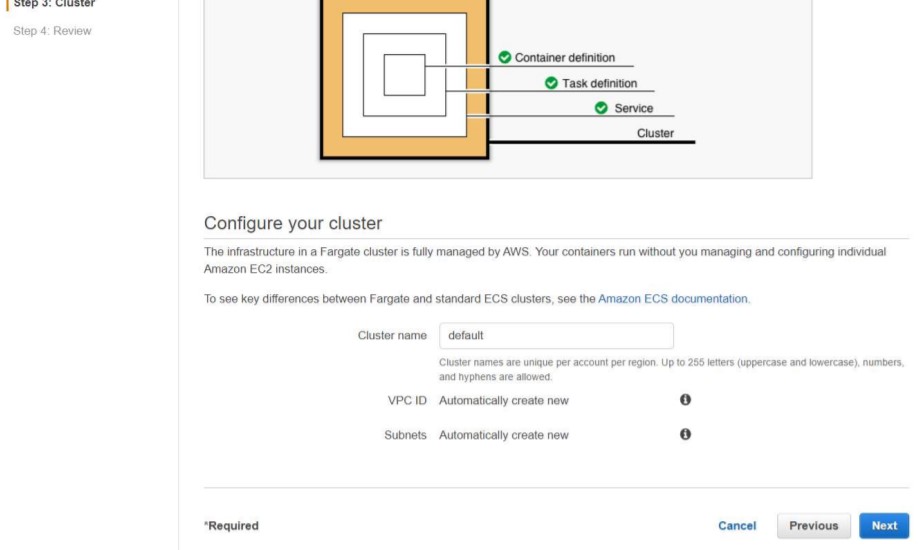 Step 3: Cluster
Step 4: Review
Container definition
Task definition
Service
Cluster
Configure your cluster
The infrastructure in a Fargate cluster is fully managed by AWS. Your containers run without you managing and configuring individual
Amazon EC2 instances.
To see key differences between Fargate and standard ECS clusters, see the Amazon ECS documentation.
Cluster name default
Cluster names are unique per account per region. Up to 255 letters (uppercase and lowercase), numbers,
and hyphens are allowed.
VPC ID Automatically create new
Subnets Automatically create new
*Required Cancel Previous Next